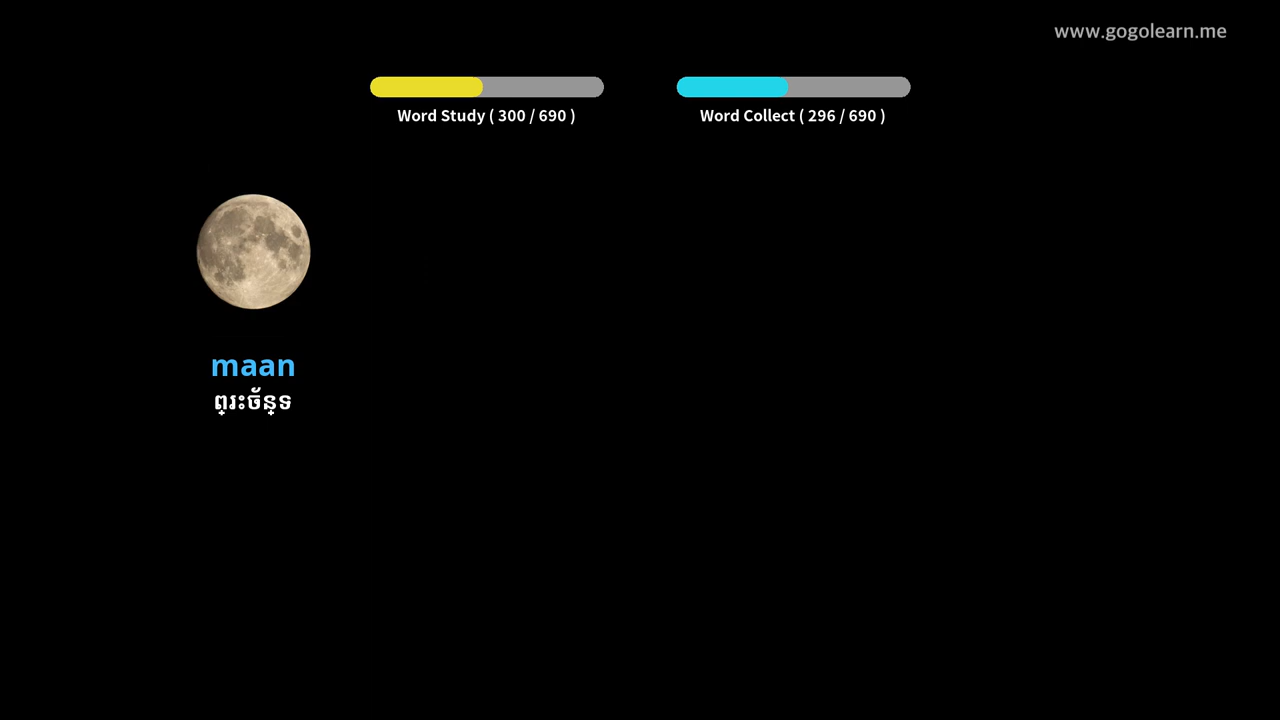 www.gogolearn.me
Word Study ( 300 / 690 )
Word Collect ( 296 / 690 )
maan
ព្រះច័ន្ទ